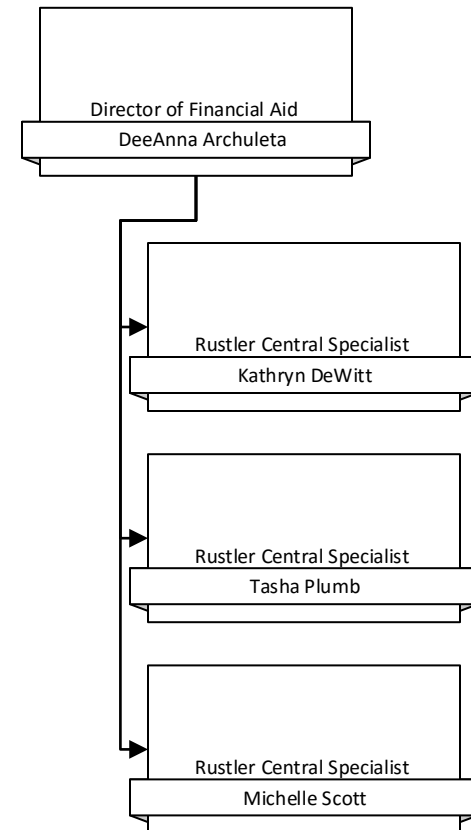 Director of Financial Aid
DeeAnna Archuleta
Rustler Central Specialist
Kathryn DeWitt
Rustler Central Specialist
Tasha Plumb
Rustler Central Specialist
Michelle Scott